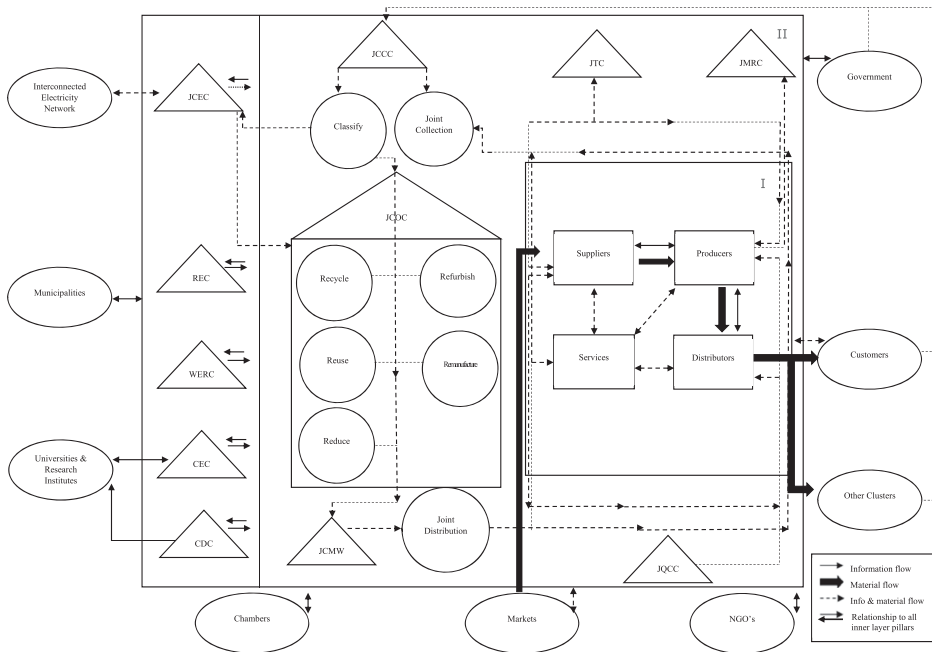 II
JCCC
JTC
JMRC
Interconnected
Electricity
Network
JCEC
Government
Classify
Joint
Collection
I
JCOC
Suppliers
Producers
REC
Recycle
Refurbish
Municipalities
WERC
Reuse
Remanufacture
Services
Distributors
Customers
Reduce
CEC
Universities &
Research
Institutes
Other Clusters
CDC
JCMW
Joint
Distribution
JQCC
Information flow
Material flow
Info & material flow
Relationship to all
inner layer pillars
Chambers
Markets
NGO's